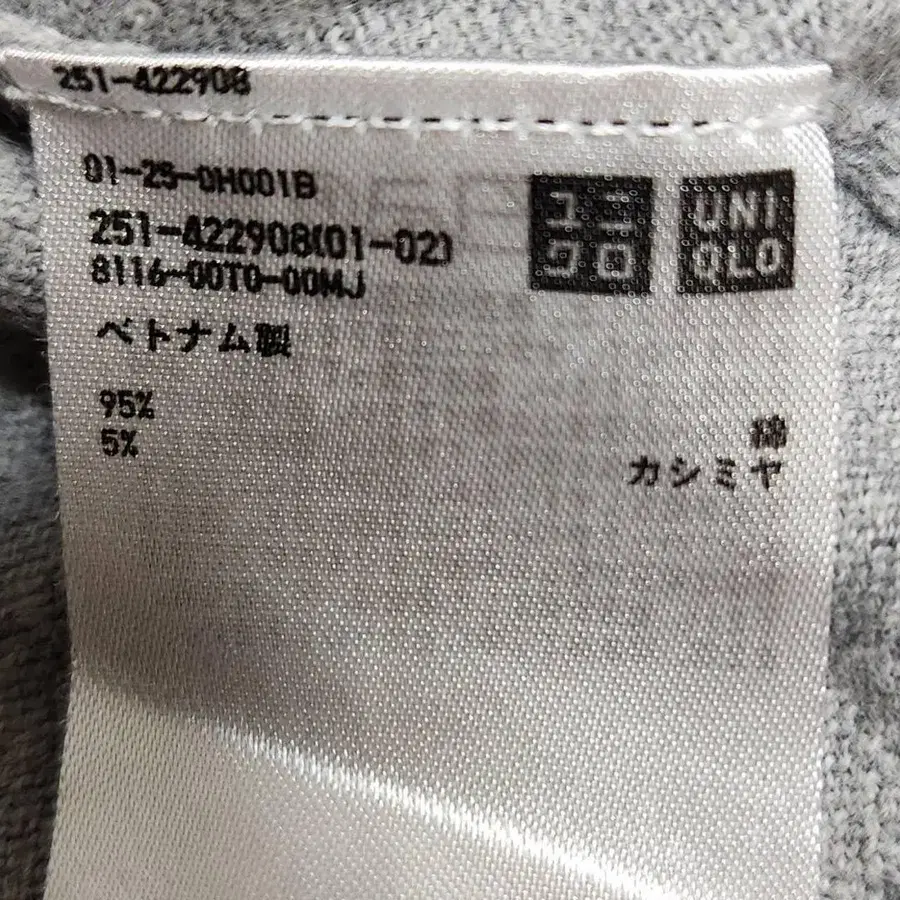 251-422908
01-25-0H001B
251-422908(01-02)
8116-00T0-00MJ
ユニ
クロ
UNI
QLO
ベトナム製
95% 綿
5% カシミヤ